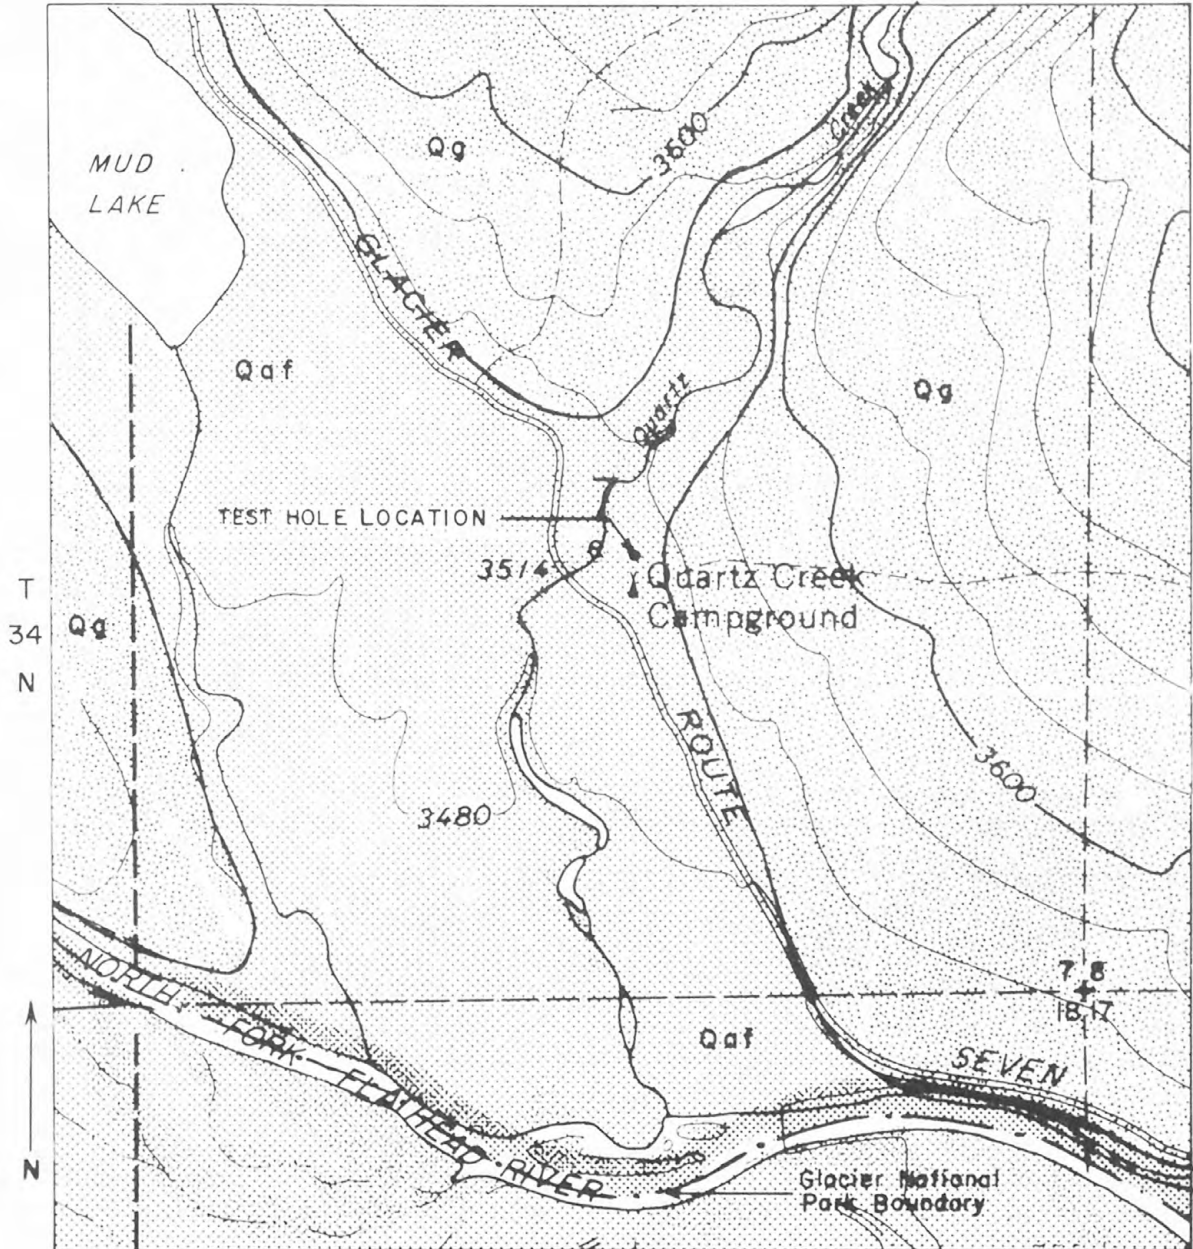 MUD
LAKE
Qg
3600
Creek
GLACIER
Qaf
Quartz
Qg
TEST HOLE LOCATION
3514
Quartz Creek
Campground
T
34
N
Qg
ROUTE
3600
3480
NORTH FORK FLATHEAD RIVER
7 8
18 17
Qaf
SEVEN
N
Glacier National
Park Boundary